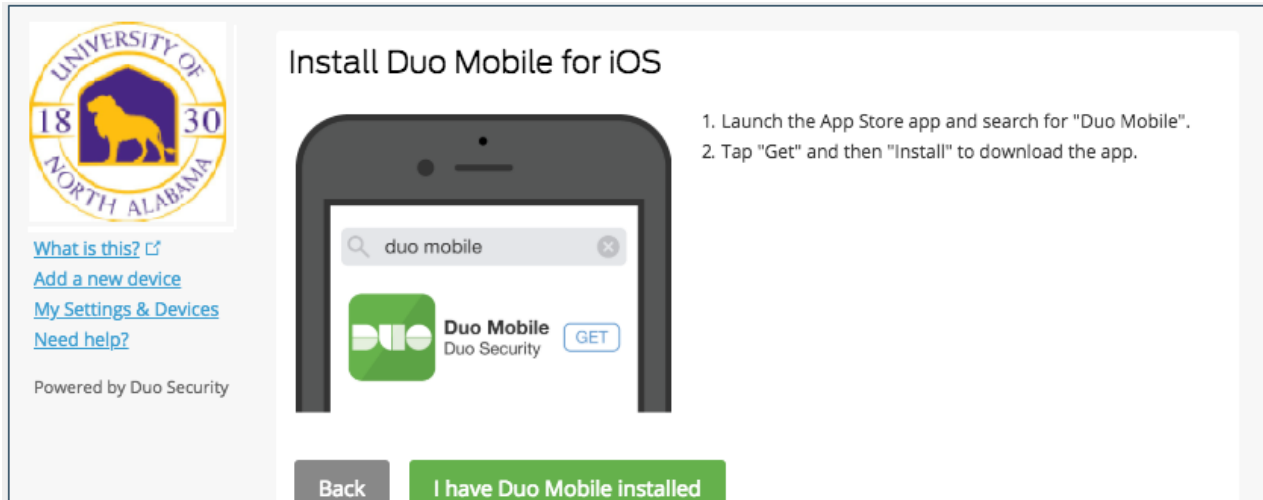 UNIVERSITY OF
18 30
NORTH ALABAMA
What is this?
Add a new device
My Settings & Devices
Need help?
Powered by Duo Security
Install Duo Mobile for iOS
duo mobile
DUO
Duo Mobile
Duo Security
GET
1. Launch the App Store app and search for "Duo Mobile".
2. Tap "Get" and then "Install" to download the app.
Back
I have Duo Mobile installed